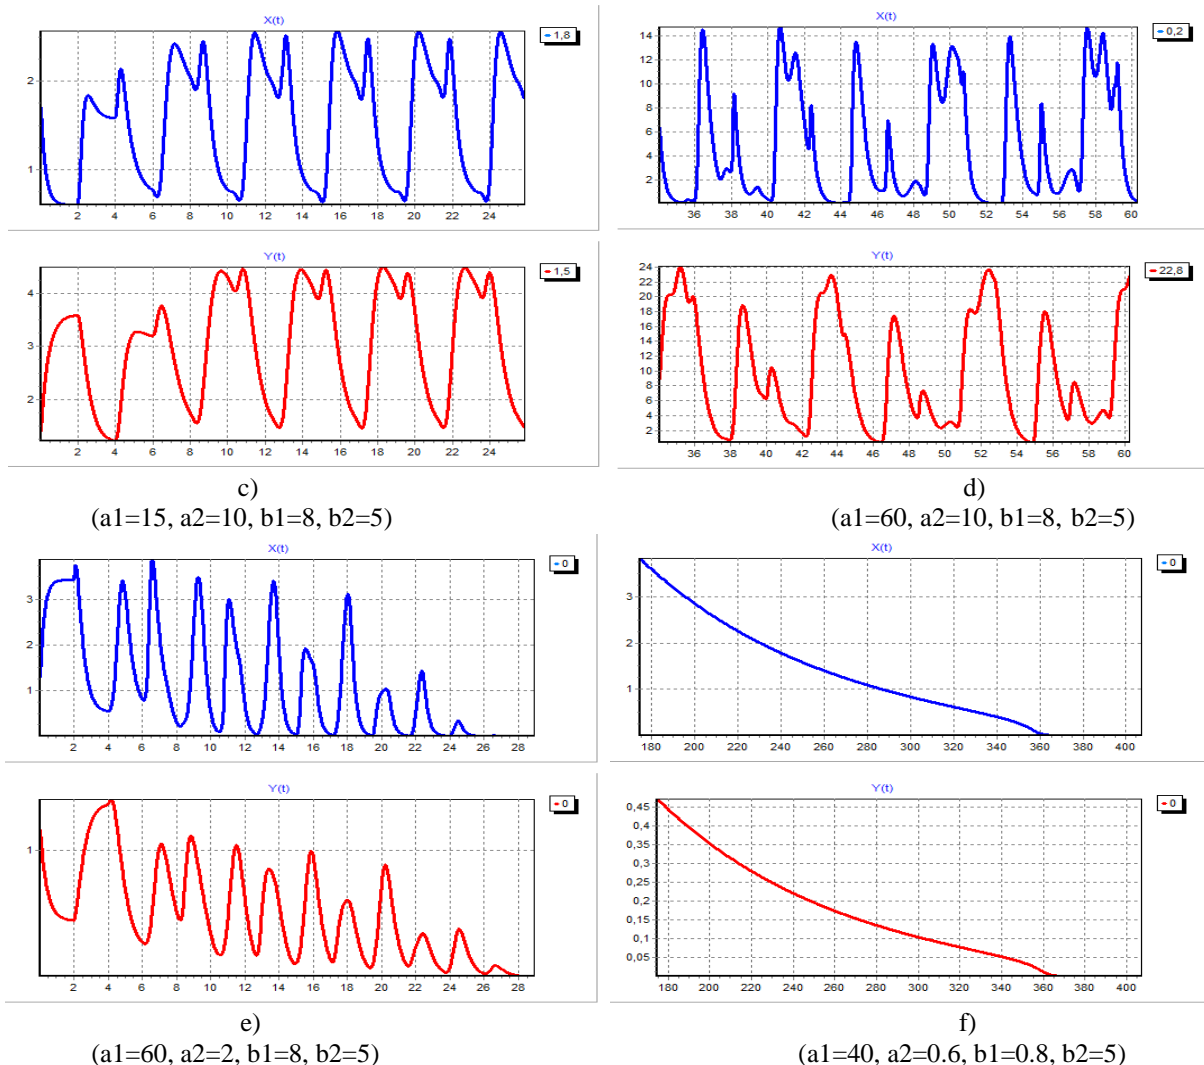 X(t)
1,8
2
1
2 4 6 8 10 12 14 16 18 20 22 24
Y(t)
1,5
4
3
2
2 4 6 8 10 12 14 16 18 20 22 24
c)
(a1=15, a2=10, b1=8, b2=5)
X(t)
0,2
14
12
10
8
6
4
2
36 38 40 42 44 46 48 50 52 54 56 58 60
Y(t)
22,8
24
22
20
18
16
14
12
10
8
6
4
2
36 38 40 42 44 46 48 50 52 54 56 58 60
d)
(a1=60, a2=10, b1=8, b2=5)
X(t)
0
3
2
1
2 4 6 8 10 12 14 16 18 20 22 24 26 28
Y(t)
0
1
2 4 6 8 10 12 14 16 18 20 22 24 26 28
e)
(a1=60, a2=2, b1=8, b2=5)
X(t)
0
3
2
1
180 200 220 240 260 280 300 320 340 360 380 400
Y(t)
0
0,45
0,4
0,35
0,3
0,25
0,2
0,15
0,1
0,05
180 200 220 240 260 280 300 320 340 360 380 400
f)
(a1=40, a2=0.6, b1=0.8, b2=5)